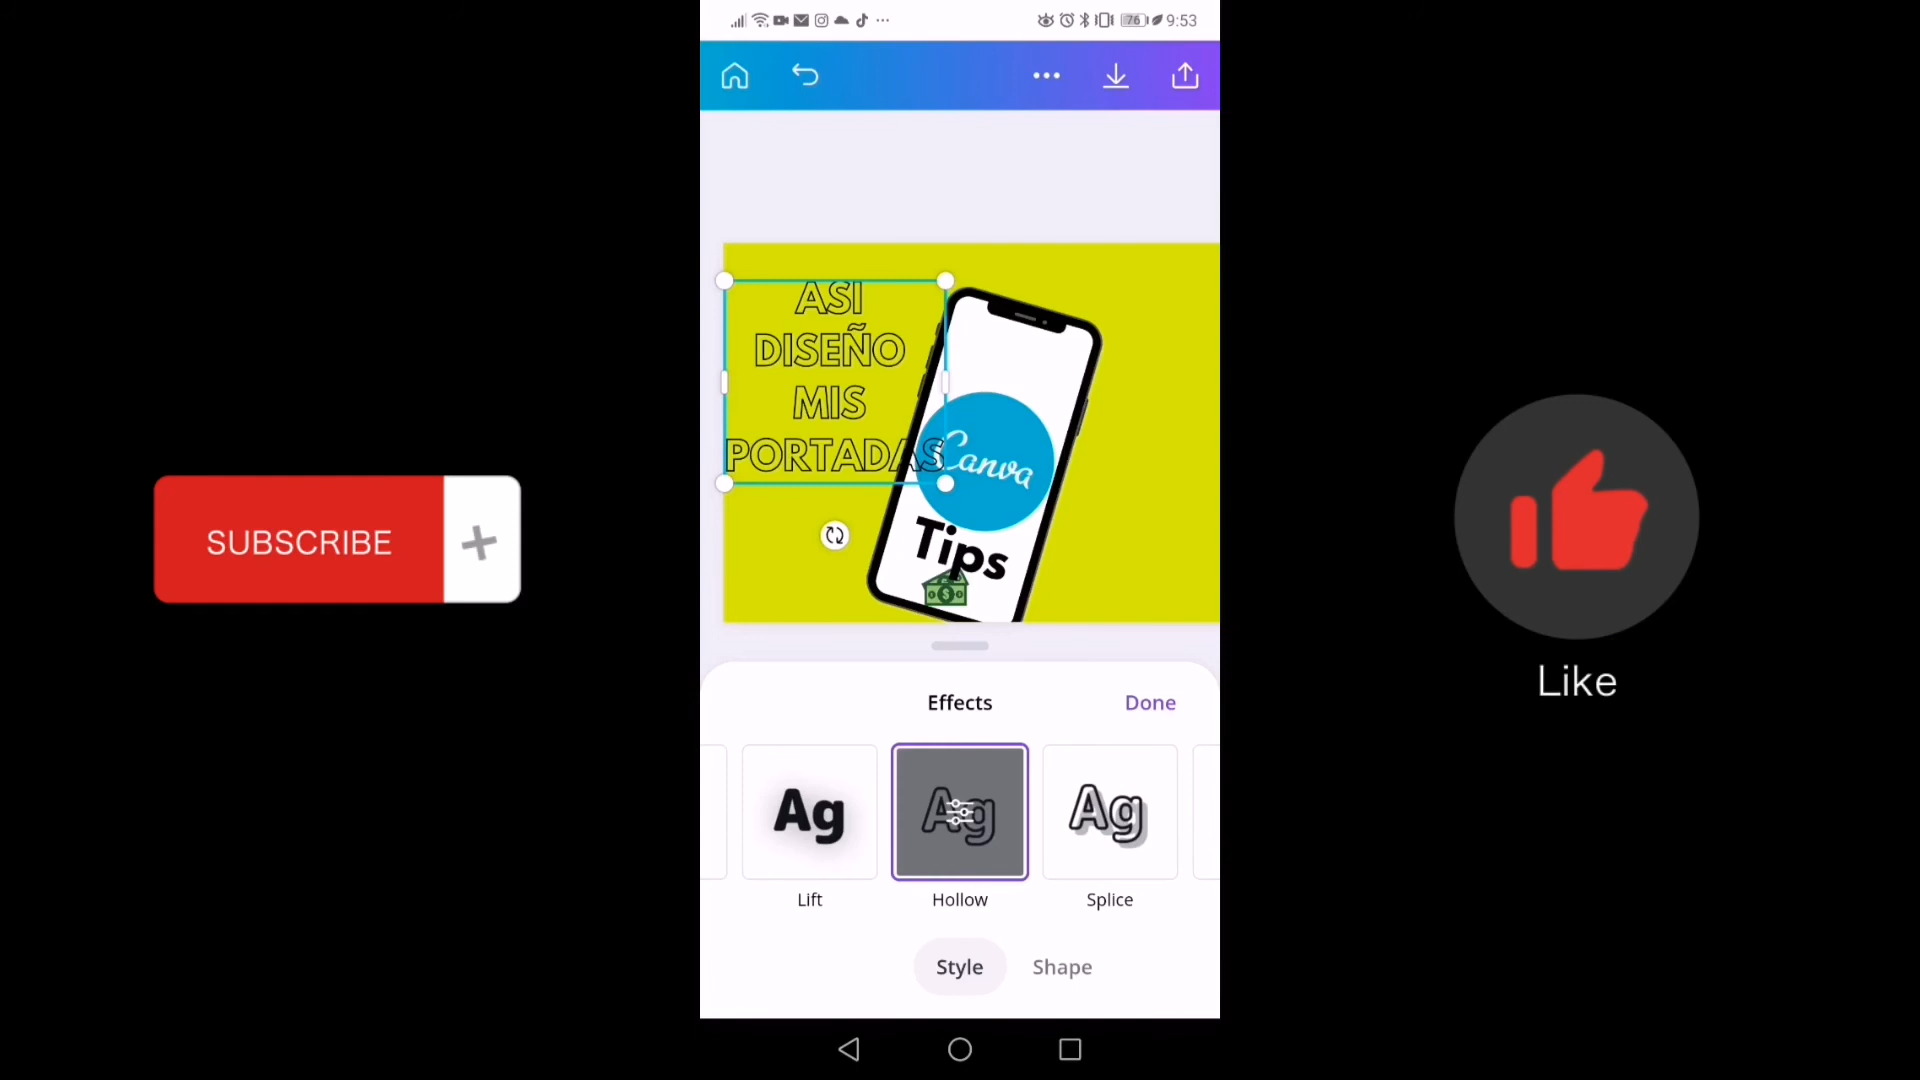 76 9:53
ASI
DISEÑO
MIS
PORTADAS
Canva
Tips
SUBSCRIBE
Like
Effects
Done
Ag
Ag
Ag
Lift
Hollow
Splice
Style
Shape